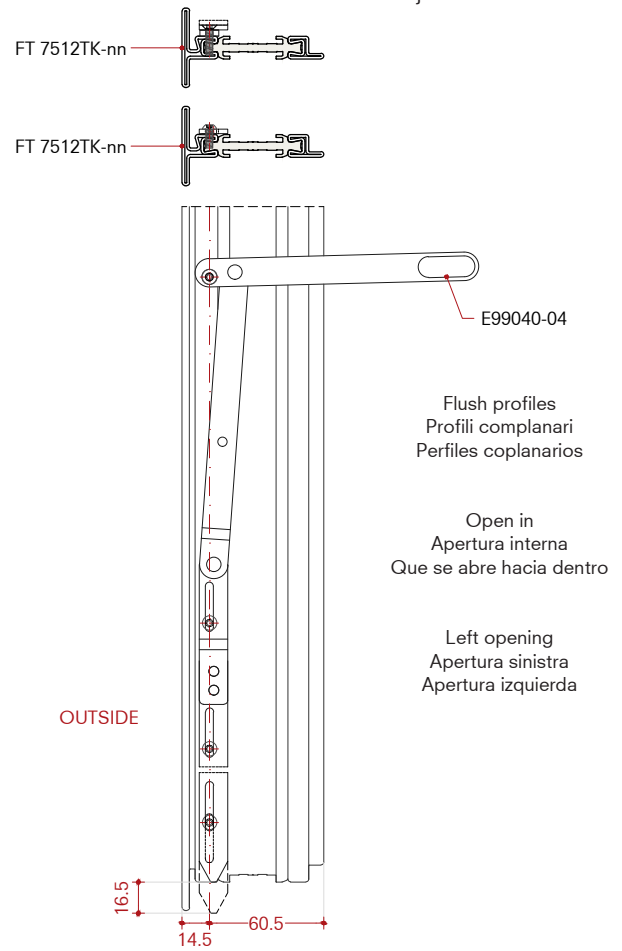 FT 7512TK-nn
FT 7512TK-nn
E99040-04
Flush profiles
Profili complanari
Perfiles coplanarios
Open in
Apertura interna
Que se abre hacia dentro
Left opening
Apertura sinistra
Apertura izquierda
OUTSIDE
16.5
60.5
14.5